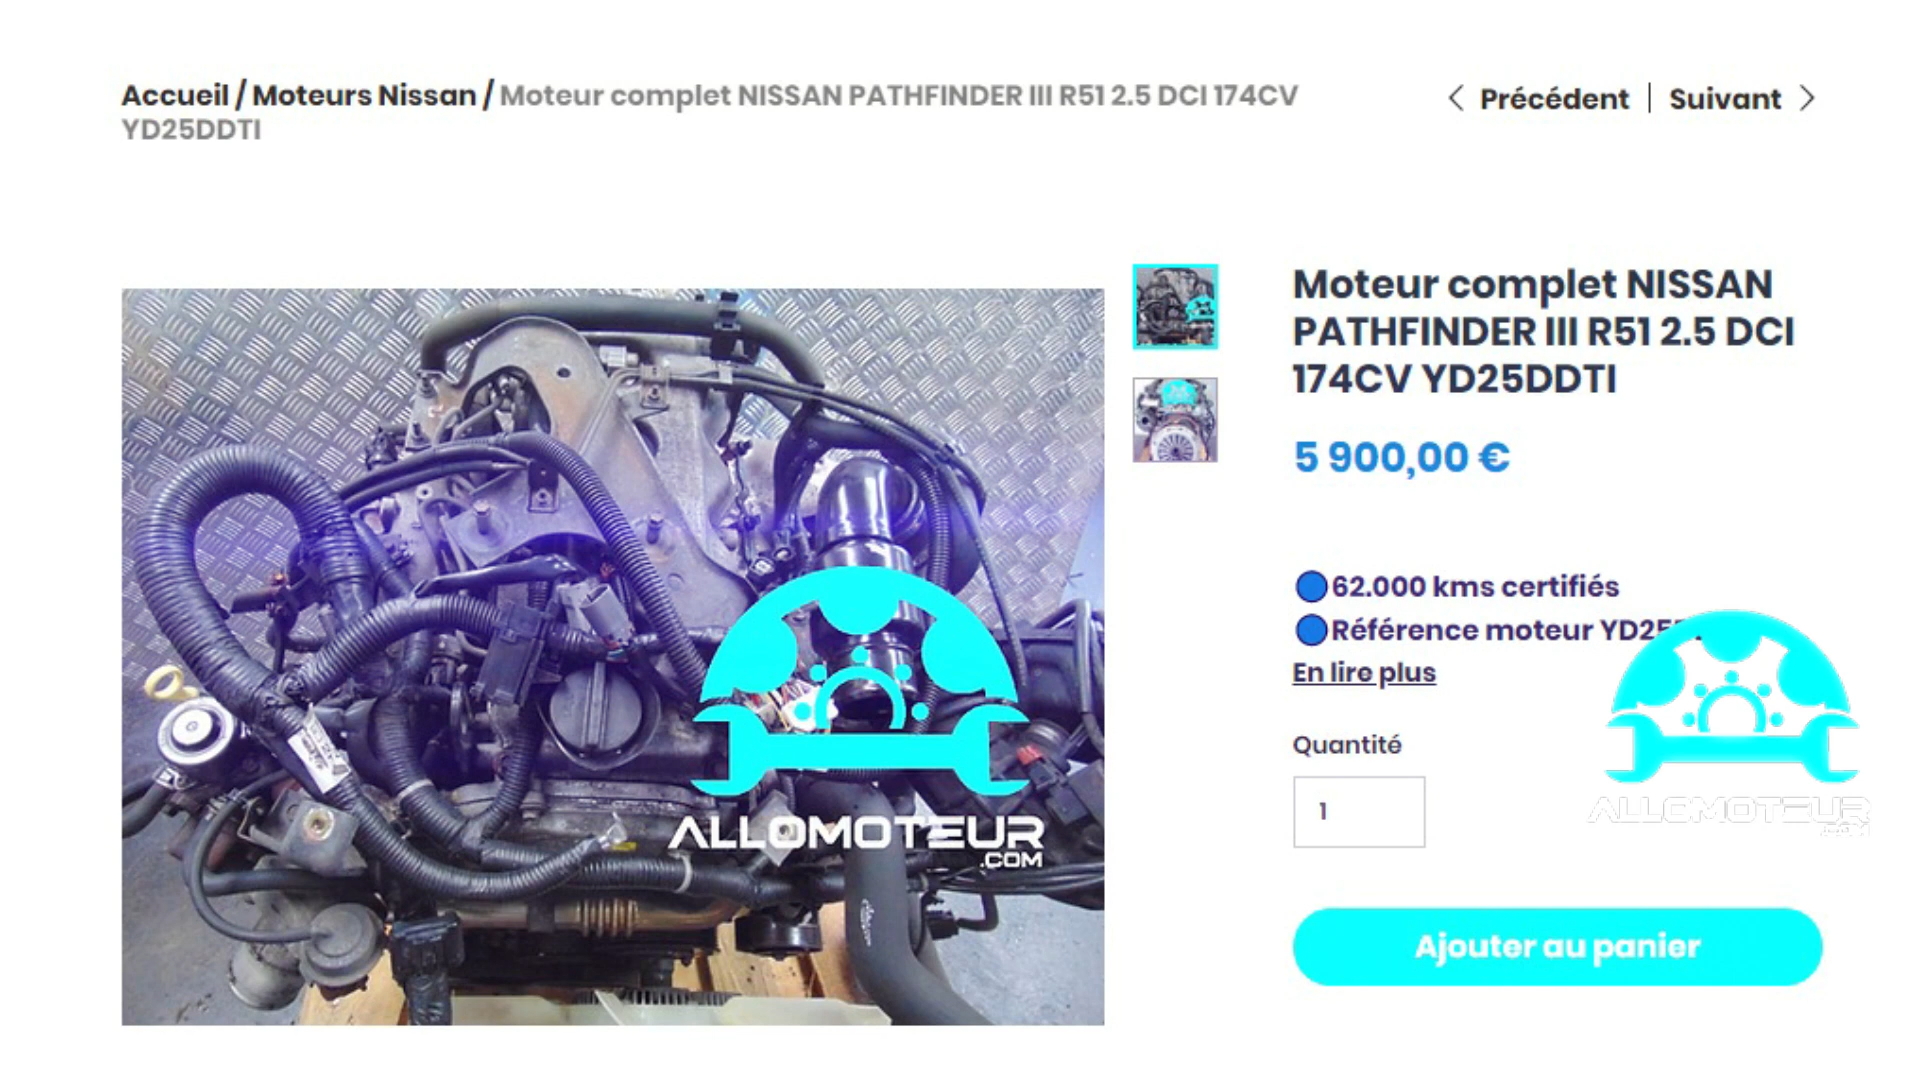 Accueil / Moteurs Nissan / Moteur complet NISSAN PATHFINDER III R51 2.5 DCI 174CV
YD25DDTI
Précédent | Suivant
Moteur complet NISSAN
PATHFINDER III R51 2.5 DCI
174CV YD25DDTI
5 900,00 €
62.000 kms certifiés
Référence moteur
En lire plus
Quantité
1
ALLOMOTEUR
.COM
ALLOMOTEUR
.COM
Ajouter au panier